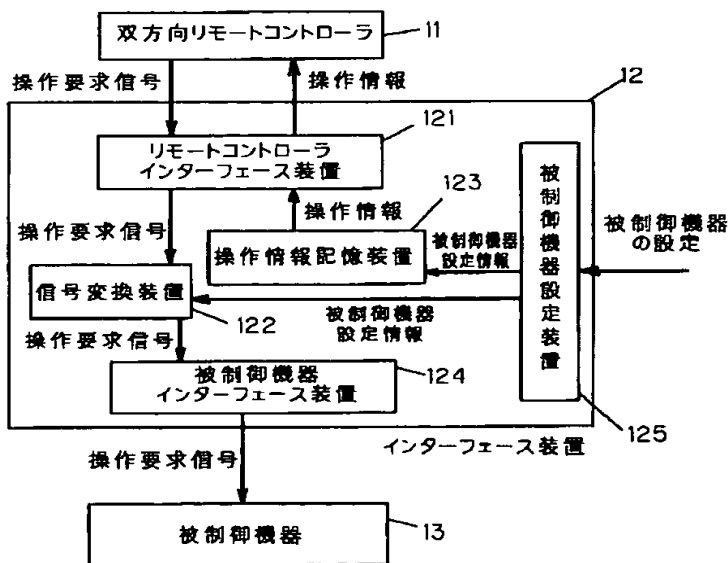 双方向リモートコントローラ
11
操作要求信号
操作情報
12
リモートコントローラ
インターフェース装置
121
操作要求信号
操作情報
123
操作情報記憶装置
被制御機器
設定情報
被制御機器設定装置
被制御機器
の設定
信号変換装置
122
被制御機器
設定情報
操作要求信号
被制御機器
インターフェース装置
124
125
インターフェース装置
操作要求信号
被制御機器
13